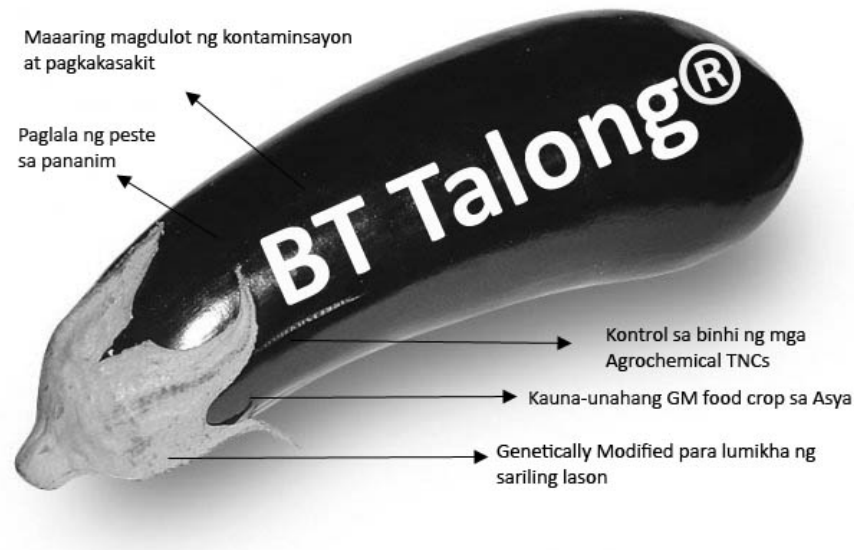 Maaaring magdulot ng kontaminsayon
at pagkakasakit
Paglala ng peste
sa pananim
BT Talong®
Kontrol sa binhi ng mga
Agrochemical TNCs
Kauna-unahang GM food crop sa Asya
Genetically Modified para lumikha ng
sariling lason